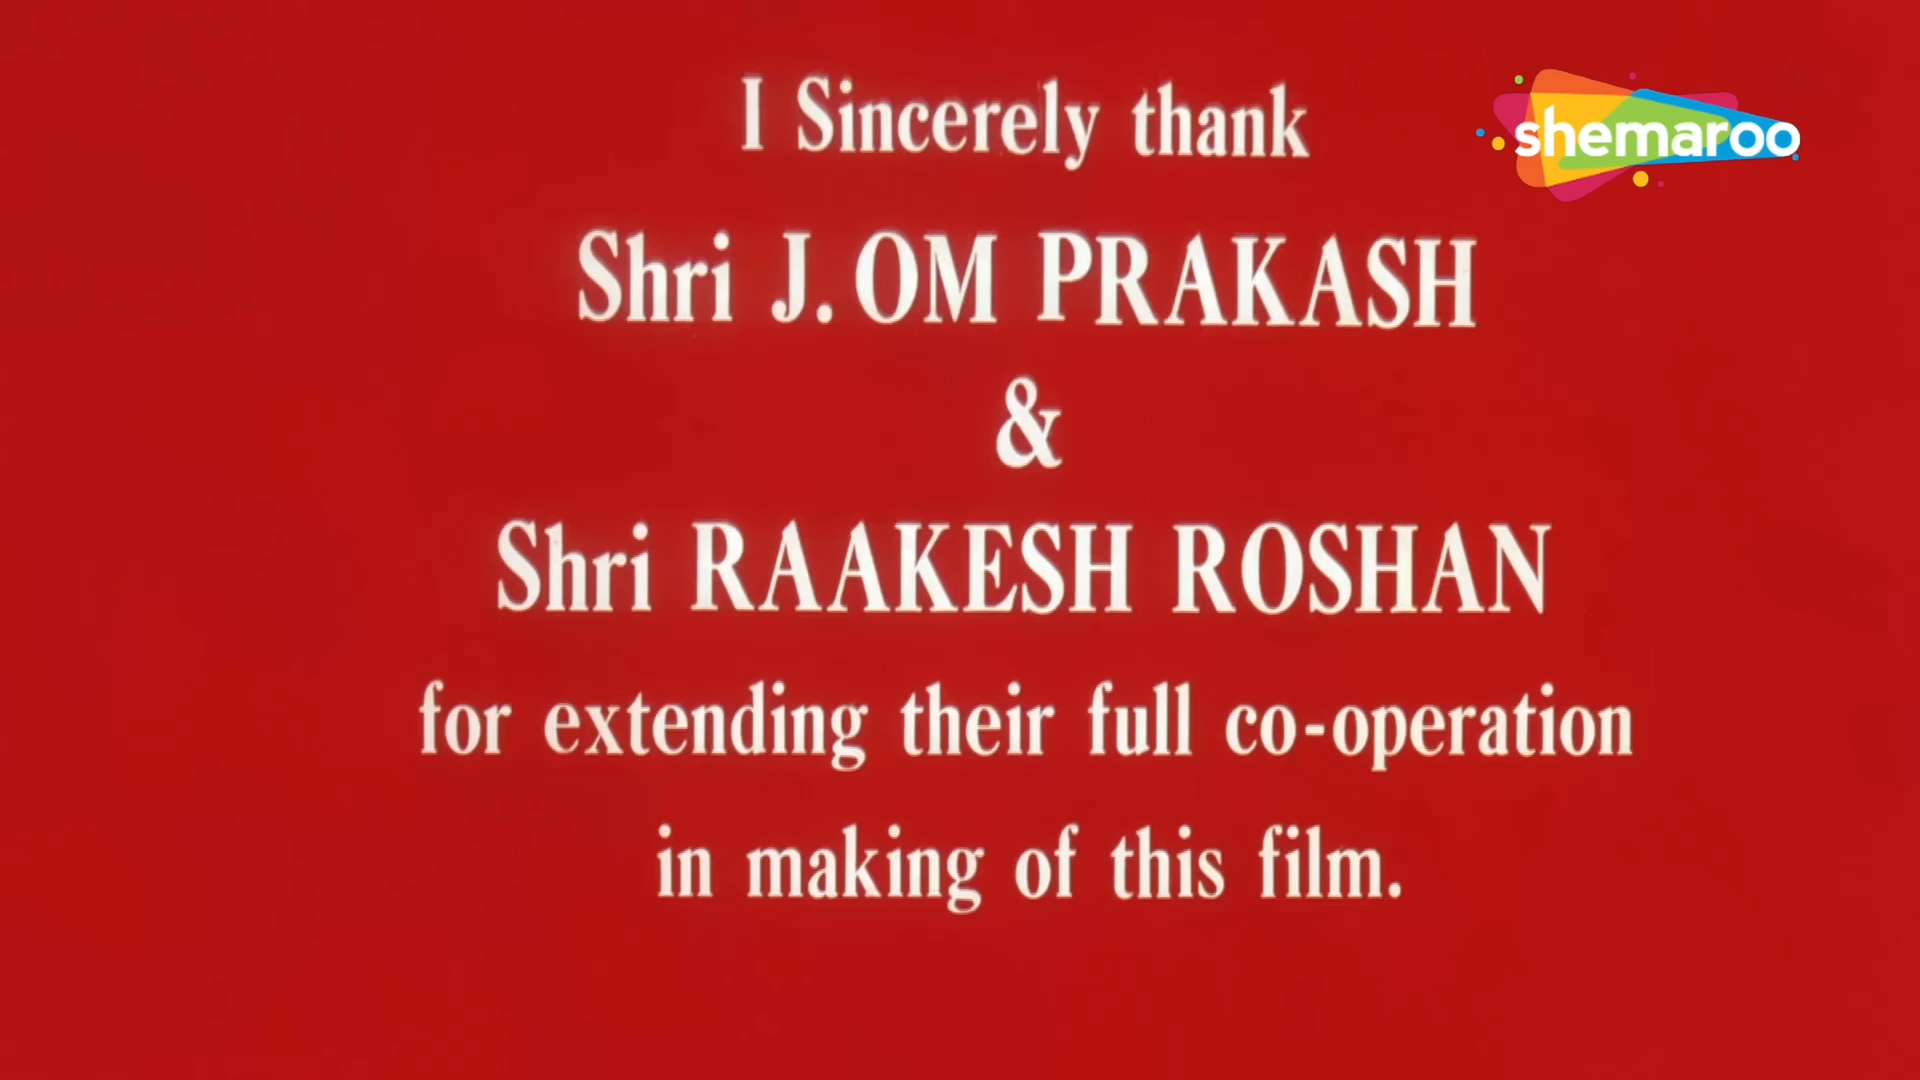 I Sincerely thank
shemaroo
Shri J. OM PRAKASH
&
Shri RAAKESH ROSHAN
for extending their full co-operation
in making of this film.